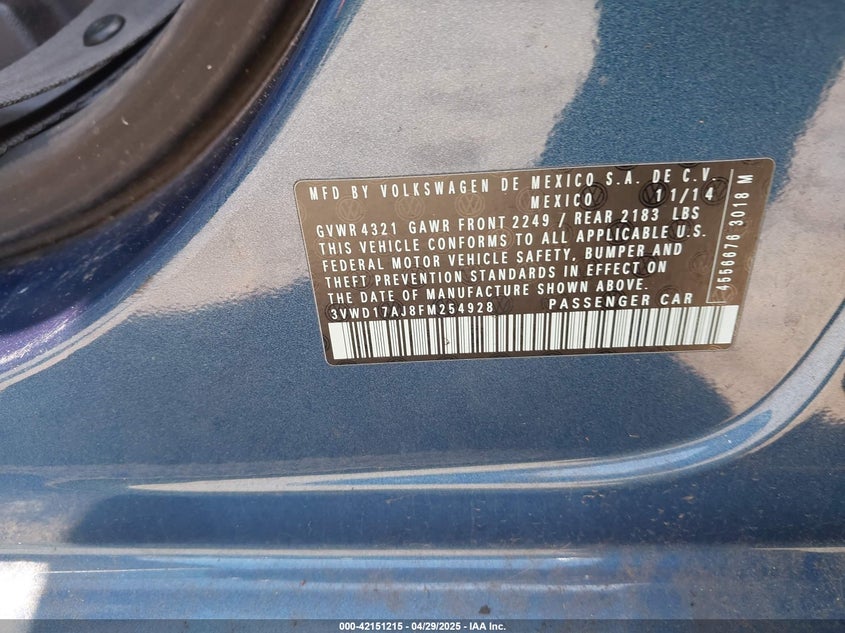 MFD BY VOLKSWAGEN DE MEXICO S.A. DE C.V.
MEXICO 11/14
GVWR 4321 GAWR FRONT 2249 / REAR 2183 LBS
THIS VEHICLE CONFORMS TO ALL APPLICABLE U.S.
FEDERAL MOTOR VEHICLE SAFETY, BUMPER AND
THEFT PREVENTION STANDARDS IN EFFECT ON
THE DATE OF MANUFACTURE SHOWN ABOVE.
3VWD17AJ8FM254928 PASSENGER CAR
4556676 3018 M
000-42151215 | 04/29/2025 - IAA Inc.